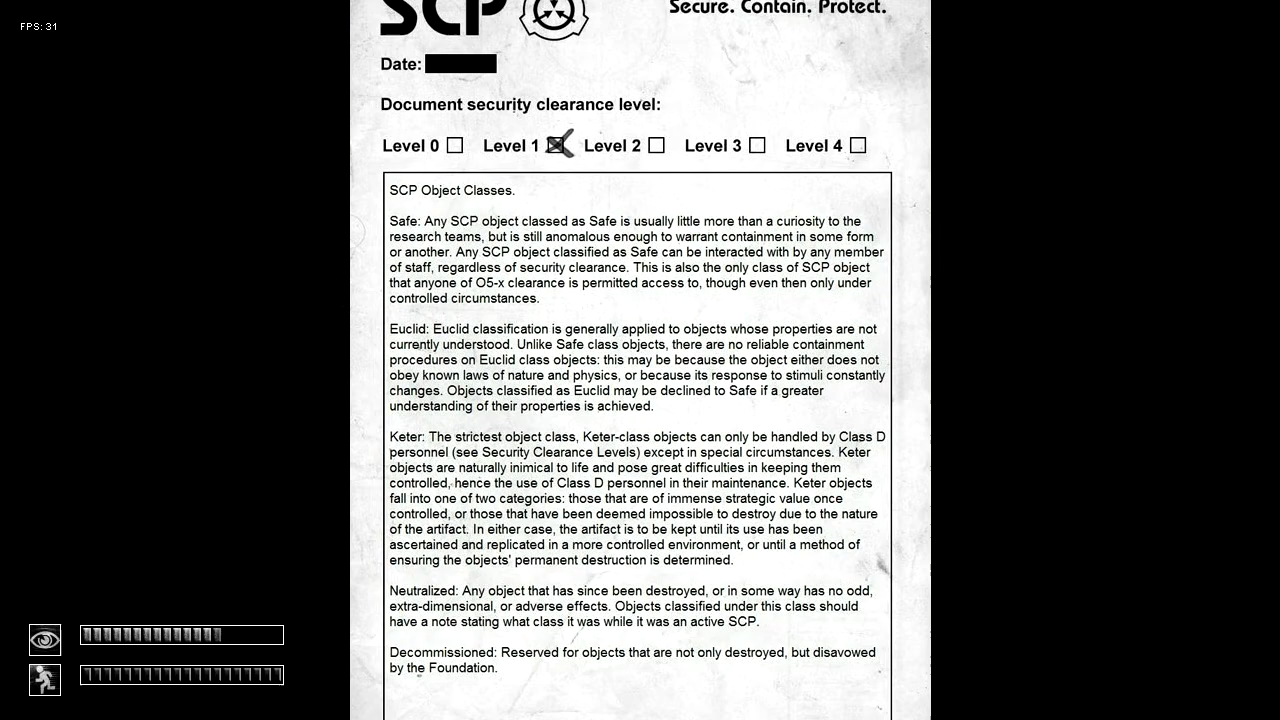 FPS: 31
SCP
Secure. Contain. Protect.
Date:
Document security clearance level:
Level 0 Level 1 Level 2 Level 3 Level 4
SCP Object Classes.
Safe: Any SCP object classed as Safe is usually little more than a curiosity to the
research teams, but is still anomalous enough to warrant containment in some form
or another. Any SCP object classified as Safe can be interacted with by any member
of staff, regardless of security clearance. This is also the only class of SCP object
that anyone of O5-x clearance is permitted access to, though even then only under
controlled circumstances.
Euclid: Euclid classification is generally applied to objects whose properties are not
currently understood. Unlike Safe class objects, there are no reliable containment
procedures on Euclid class objects: this may be because the object either does not
obey known laws of nature and physics, or because its response to stimuli constantly
changes. Objects classified as Euclid may be declined to Safe if a greater
understanding of their properties is achieved.
Keter: The strictest object class, Keter-class objects can only be handled by Class D
personnel (see Security Clearance Levels) except in special circumstances. Keter
objects are naturally inimical to life and pose great difficulties in keeping them
controlled, hence the use of Class D personnel in their maintenance. Keter objects
fall into one of two categories: those that are of immense strategic value once
controlled, or those that have been deemed impossible to destroy due to the nature
of the artifact. In either case, the artifact is to be kept until its use has been
ascertained and replicated in a more controlled environment, or until a method of
ensuring the objects' permanent destruction is determined.
Neutralized: Any object that has since been destroyed, or in some way has no odd,
extra-dimensional, or adverse effects. Objects classified under this class should
have a note stating what class it was while it was an active SCP.
Decommissioned: Reserved for objects that are not only destroyed, but disavowed
by the Foundation.